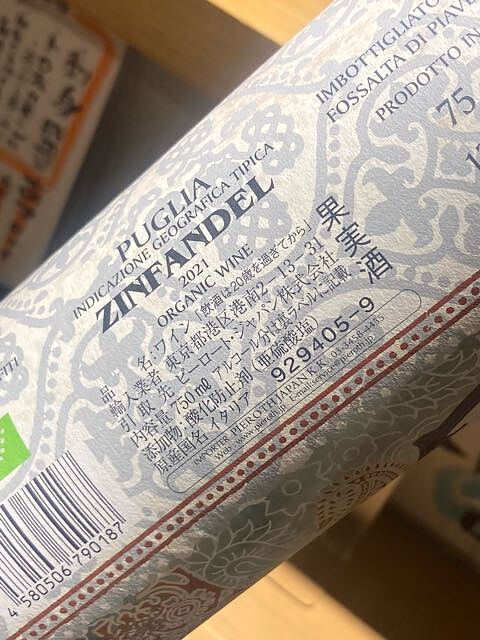 IMBOTTIGLIATO
FOSSALTA DI PIAVE
PRODOTTO IN
75
PUGLIA
INDICAZIONE GEOGRAFICA TIPICA
ZINFANDEL
2021
ORGANIC WINE
品 名:ワイン「飲酒は20歳を過ぎてから」
果実酒
輸入業者:東京都港区港南2-13-31
引取先:ピーロート・ジャパン株式会社
内容量:750㎖ アルコール分は表ラベルに記載
添加物:酸化防止剤(亜硫酸塩)
原産国名:イタリア
929405-9
IMPORTER PIEROTH JAPAN K.K. 03-3458-4455
4 580506 790187